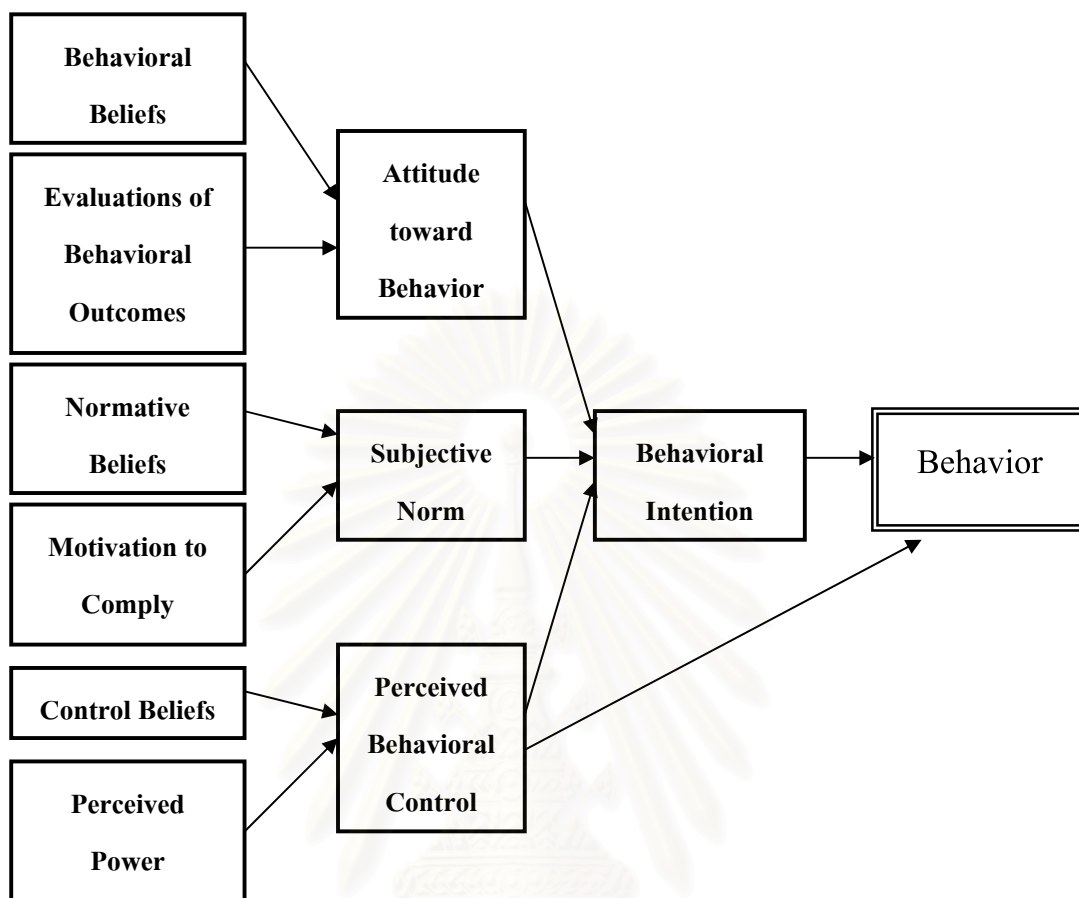 Behavioral
Beliefs
Evaluations of
Behavioral
Outcomes
Normative
Beliefs
Motivation to
Comply
Control Beliefs
Perceived
Power
Attitude
toward
Behavior
Subjective
Norm
Perceived
Behavioral
Control
Behavioral
Intention
Behavior